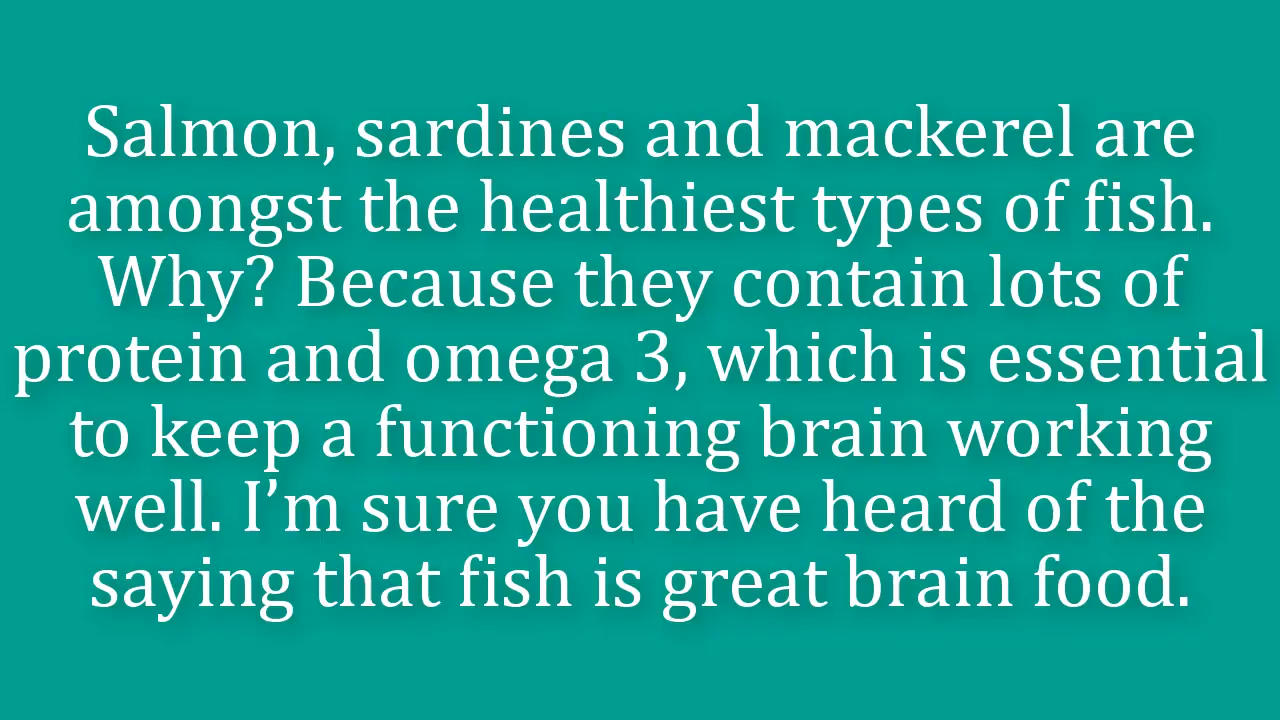 Salmon, sardines and mackerel are
amongst the healthiest types of fish.
Why? Because they contain lots of
protein and omega 3, which is essential
to keep a functioning brain working
well. I’m sure you have heard of the
saying that fish is great brain food.